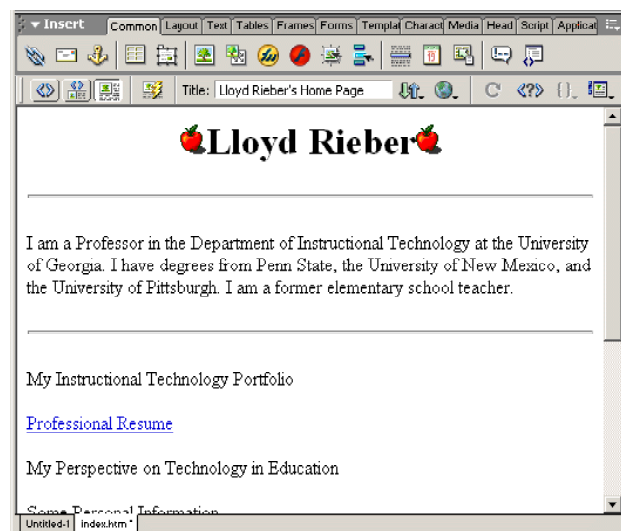 Insert Common Layout Text Tables Frames Forms Templat Charact Media Head Script Applicat
Title: Lloyd Rieber's Home Page
Lloyd Rieber
I am a Professor in the Department of Instructional Technology at the University
of Georgia. I have degrees from Penn State, the University of New Mexico, and
the University of Pittsburgh. I am a former elementary school teacher.
My Instructional Technology Portfolio
Professional Resume
My Perspective on Technology in Education
Some Personal Information
Untitled-1 index.htm*